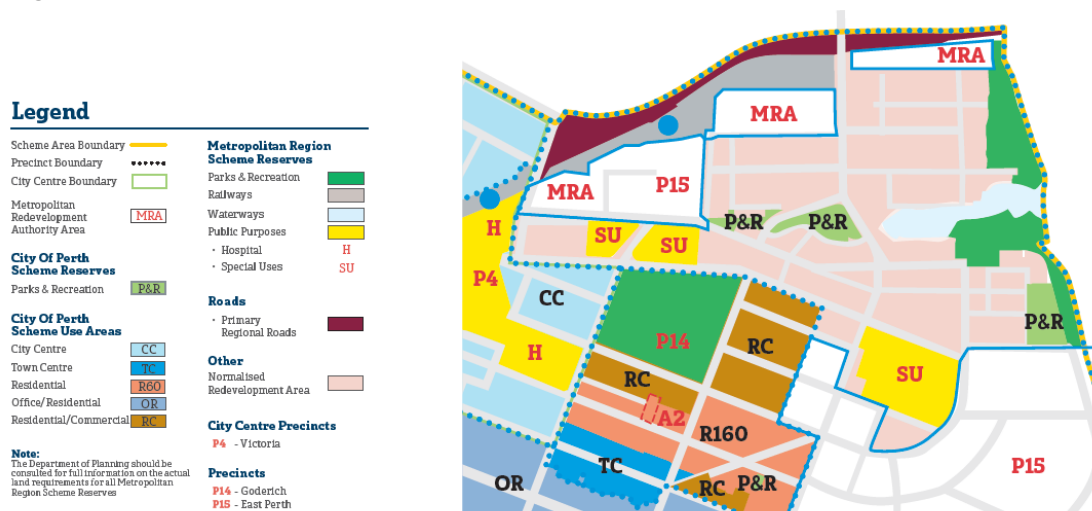 Legend
Scheme Area Boundary
Precinct Boundary
City Centre Boundary
Metropolitan
Redevelopment
Authority Area
MRA
City Of Perth
Scheme Reserves
Parks & Recreation
P&R
City Of Perth
Scheme Use Areas
City Centre
CC
Town Centre
TC
Residential
R60
Office/Residential
OR
Residential/Commercial
RC
Note:
The Department of Planning should be
consulted for full information on the actual
land requirements for all Metropolitan
Region Scheme Reserves
Metropolitan Region
Scheme Reserves
Parks & Recreation
Railways
Waterways
Public Purposes
· Hospital
H
· Special Uses
SU
Roads
· Primary
Regional Roads
Other
Normalised
Redevelopment Area
City Centre Precincts
P4 - Victoria
Precincts
P14 - Goderich
P15 - East Perth
MRA
MRA
MRA
P15
P&R
P&R
H
SU
SU
P4
CC
P&R
P14
RC
H
SU
RC
A2
R160
TC
P15
OR
RC
P&R